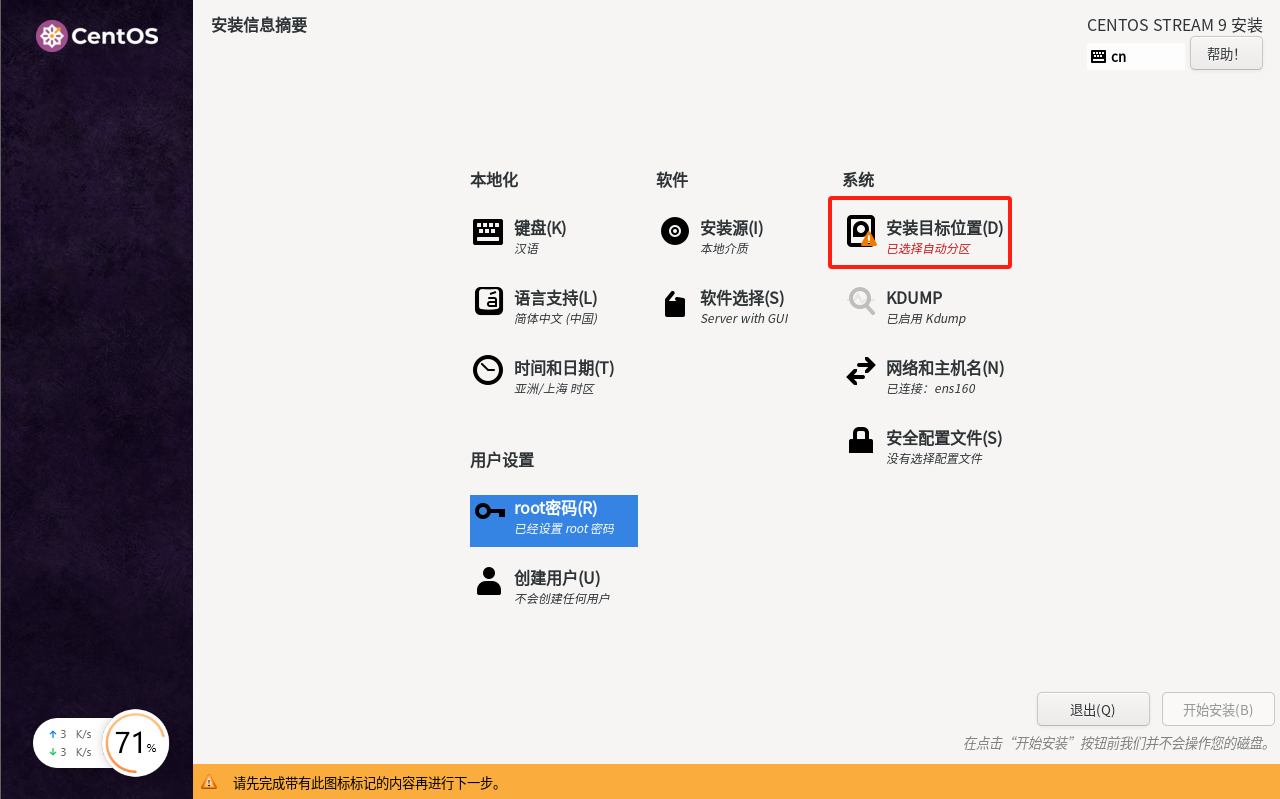 CentOS
安装信息摘要
CENTOS STREAM 9 安装
cn
帮助!
本地化
软件
系统
键盘(K)
汉语
安装源(I)
本地介质
安装目标位置(D)
已选择自动分区
语言支持(L)
简体中文 (中国)
软件选择(S)
Server with GUI
KDUMP
已启用 Kdump
时间和日期(T)
亚洲/上海 时区
网络和主机名(N)
已连接：ens160
安全配置文件(S)
没有选择配置文件
用户设置
root密码(R)
已经设置 root 密码
创建用户(U)
不会创建任何用户
退出(Q)
开始安装(B)
在点击“开始安装”按钮前我们并不会操作您的磁盘。
↑ 3 K/s
↓ 3 K/s
71%
请先完成带有此图标标记的内容再进行下一步。